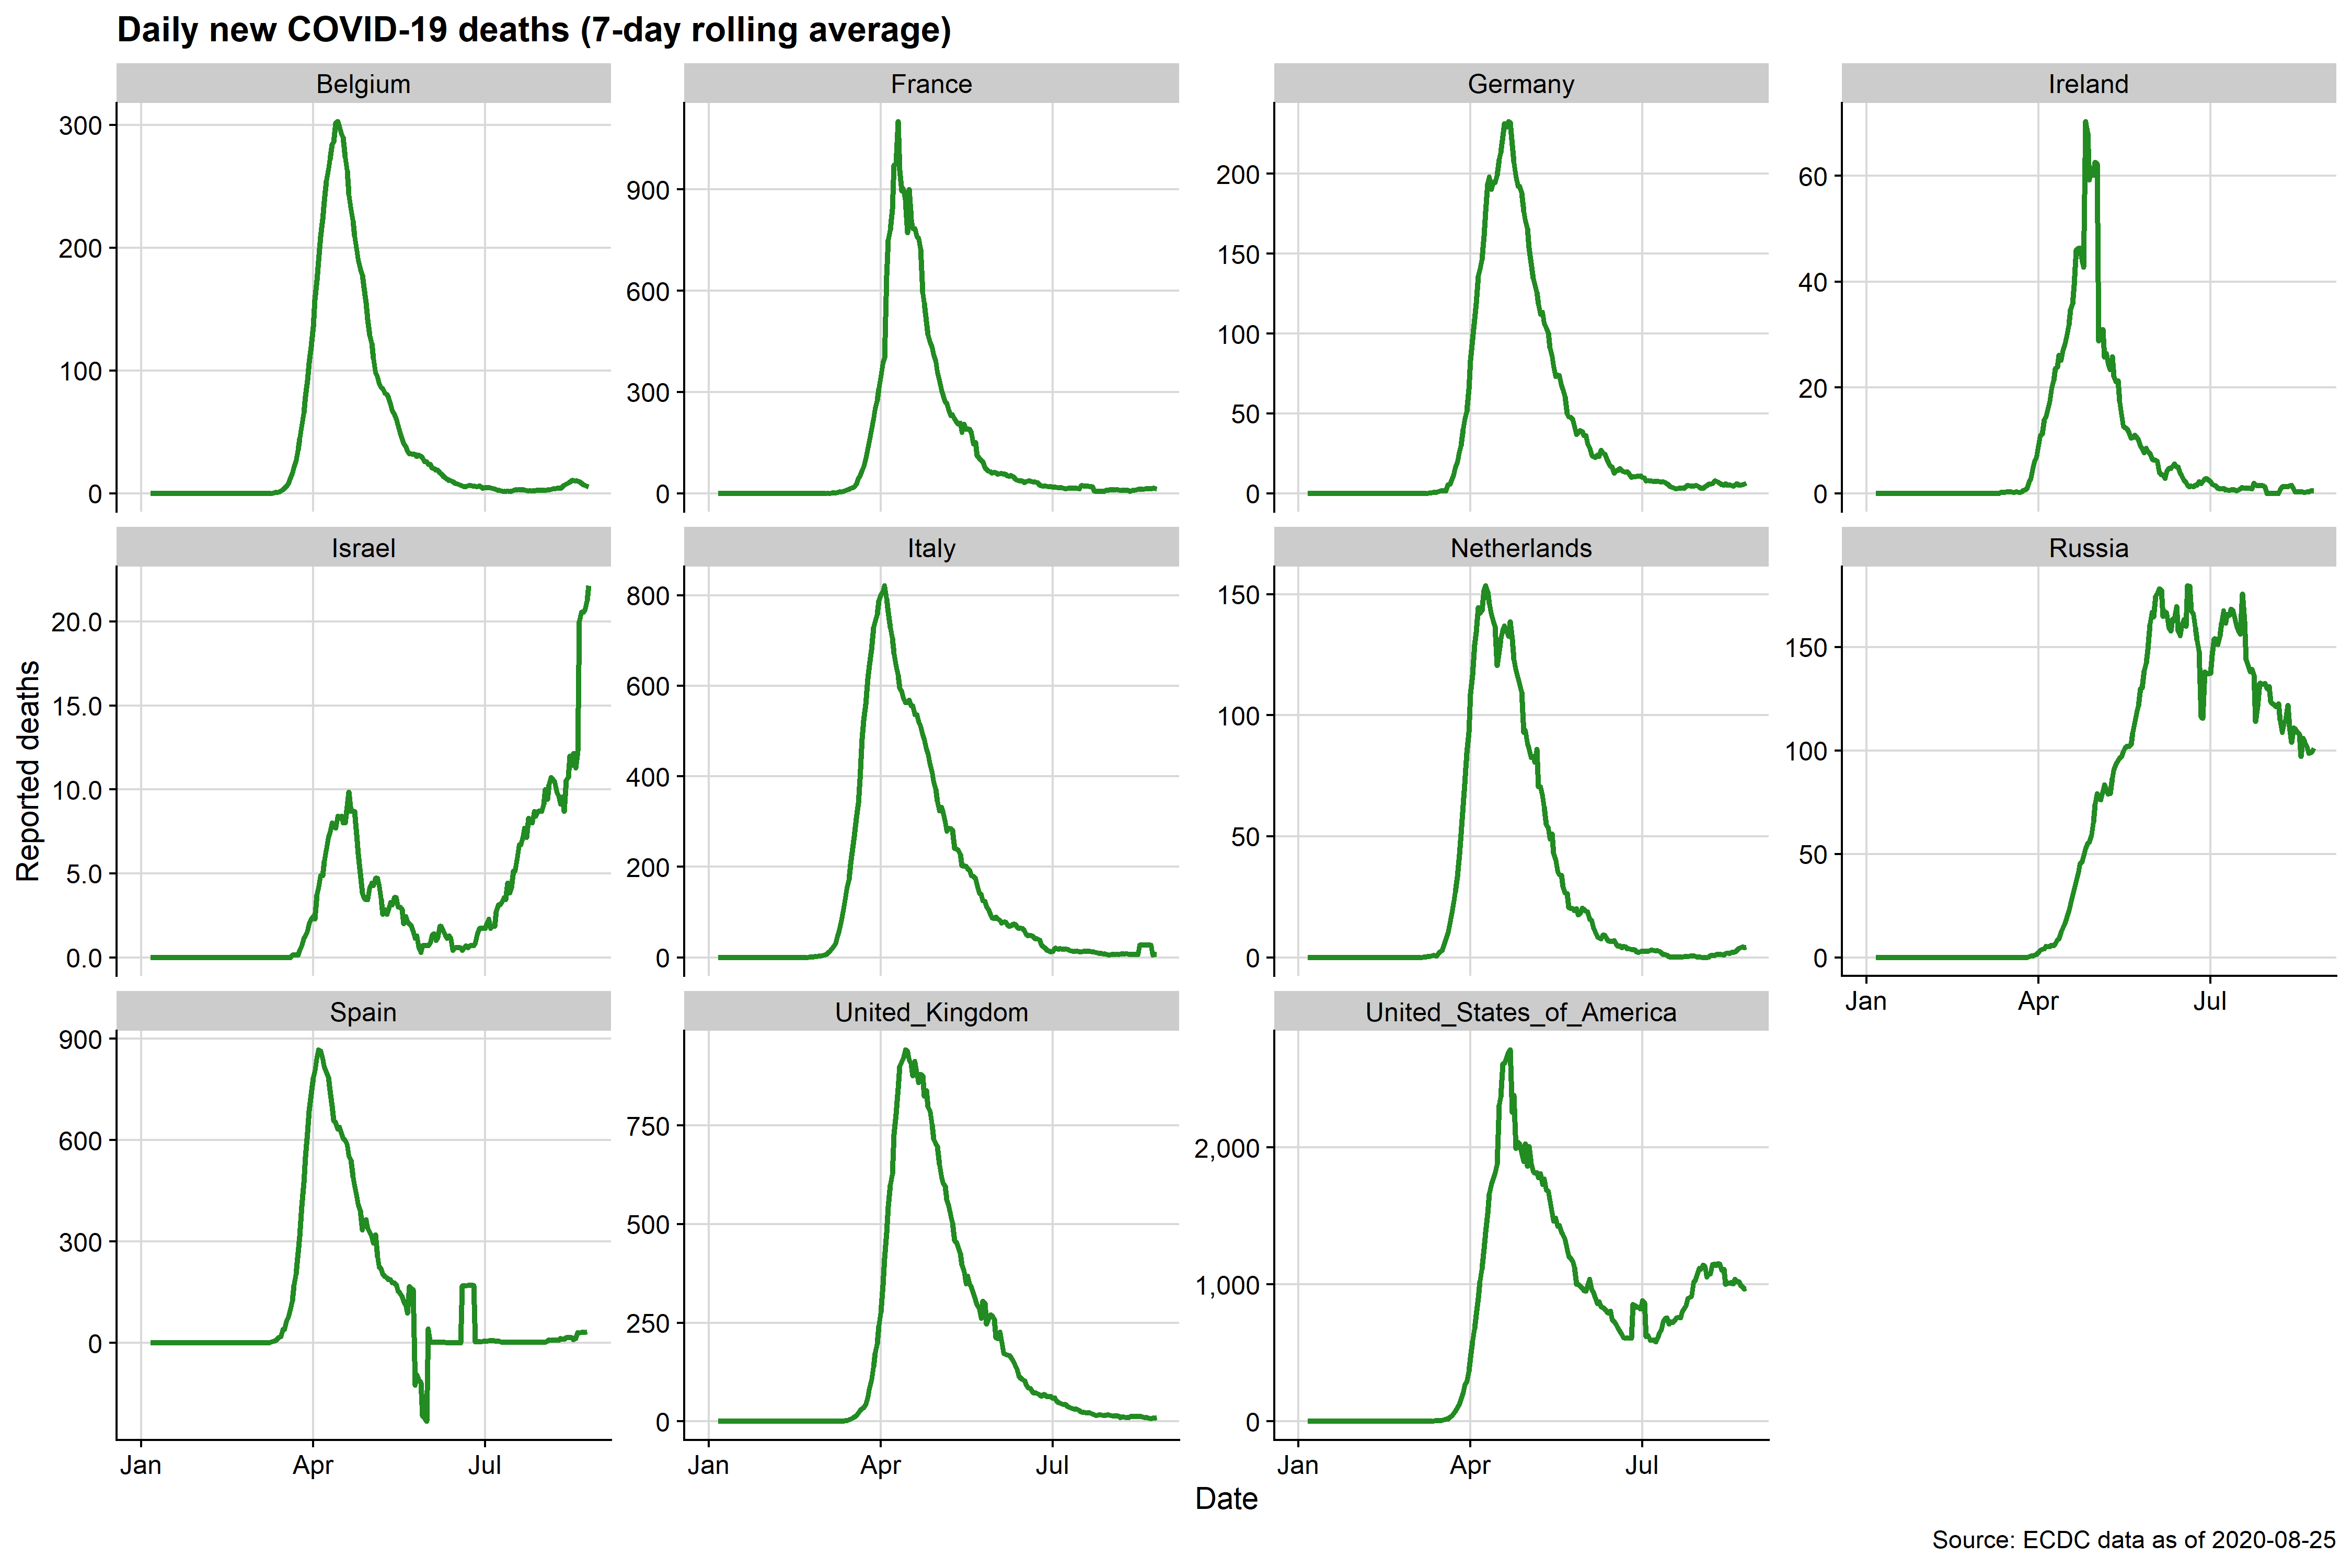 Daily new COVID-19 deaths (7-day rolling average)
Belgium
France
Germany
Ireland
300
200
100
0
900
600
300
0
200
150
100
50
0
60
40
20
0
Israel
Italy
Netherlands
Russia
20.0
15.0
10.0
5.0
0.0
800
600
400
200
0
150
100
50
0
150
100
50
0
Jan Apr Jul
Reported deaths
Spain
United_Kingdom
United_States_of_America
900
600
300
0
750
500
250
0
2,000
1,000
0
Jan Apr Jul
Jan Apr Jul
Jan Apr Jul
Date
Source: ECDC data as of 2020-08-25